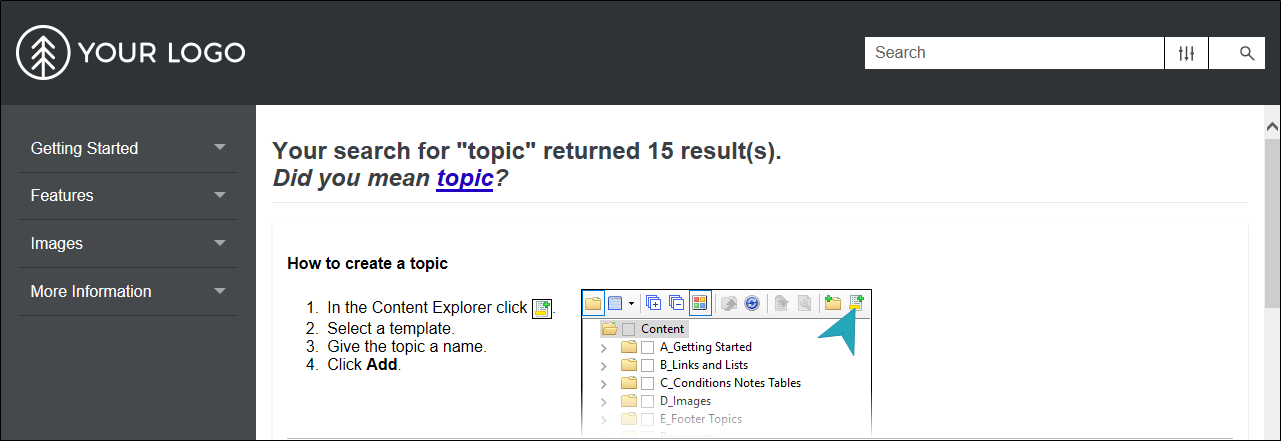 YOUR LOGO
Search
Getting Started
Features
Images
More Information
Your search for "topic" returned 15 result(s).
Did you mean topic?
How to create a topic
1. In the Content Explorer click .
2. Select a template.
3. Give the topic a name.
4. Click Add.
Content
A_Getting Started
B_Links and Lists
C_Conditions Notes Tables
D_Images
E_Footer Topics